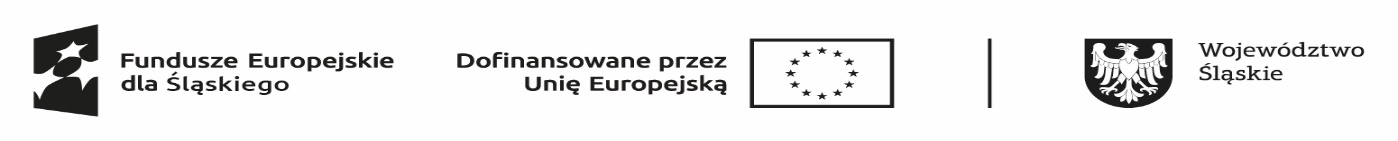 Fundusze Europejskie
dla Śląskiego
Dofinansowane przez
Unię Europejską
Województwo
Śląskie